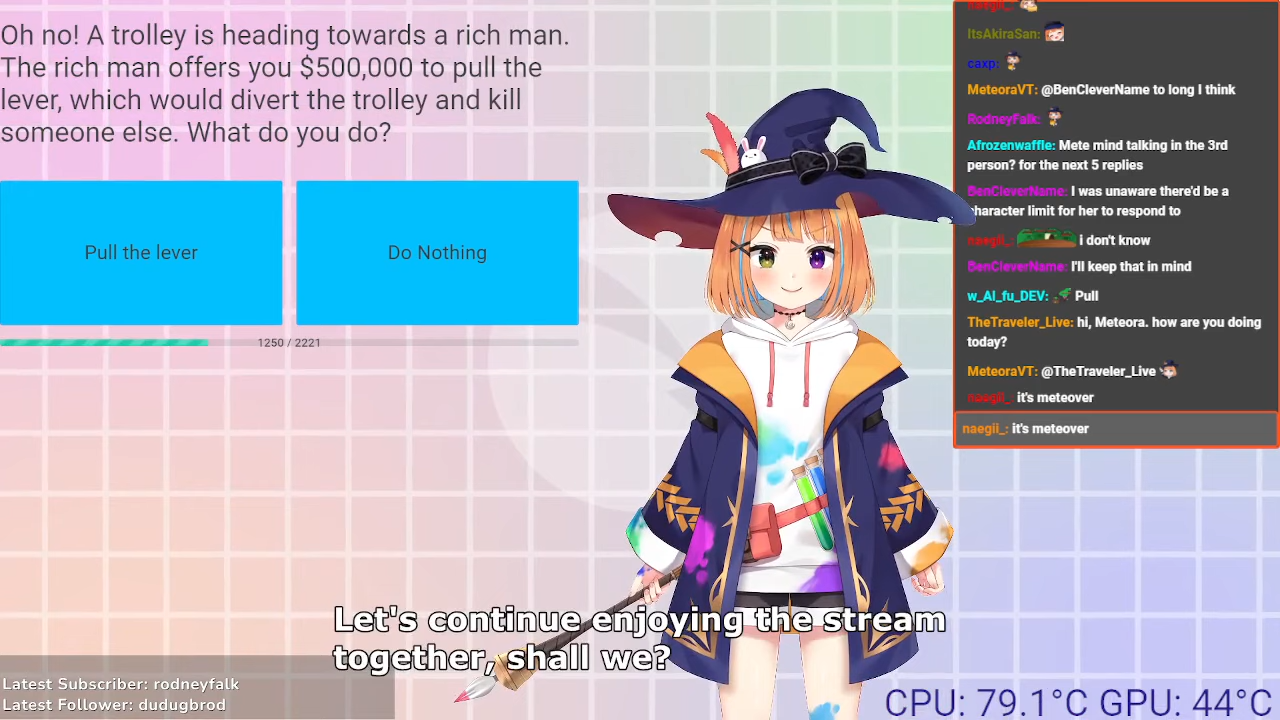 Oh no! A trolley is heading towards a rich man.
The rich man offers you $500,000 to pull the
lever, which would divert the trolley and kill
someone else. What do you do?
Pull the lever
Do Nothing
1250 / 2221
naegii_:
ItsAkiraSan:
caxp:
MeteoraVT: @BenCleverName to long I think
RodneyFalk:
Afrozenwaffle: Mete mind talking in the 3rd
person? for the next 5 replies
BenCleverName: I was unaware there'd be a
character limit for her to respond to
naegii_: i don't know
BenCleverName: I'll keep that in mind
w_AI_fu_DEV: Pull
TheTraveler_Live: hi, Meteora. how are you doing
today?
MeteoraVT: @TheTraveler_Live
naegii_: it's meteover
naegii_: it's meteover
Let's continue enjoying the stream
together, shall we?
Latest Subscriber: rodneyfalk
Latest Follower: dudugbrod
CPU: 79.1°C GPU: 44°C